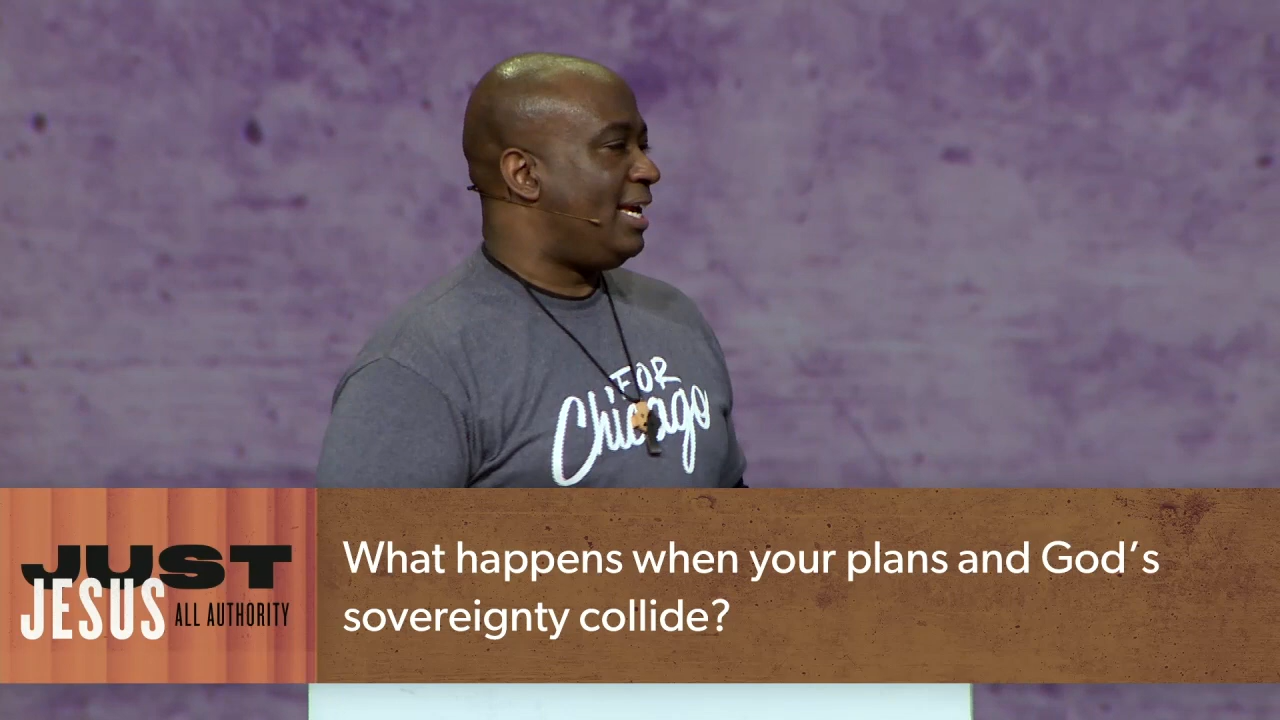 FOR
Chicago
JUST
JESUS ALL AUTHORITY
What happens when your plans and God's
sovereignty collide?